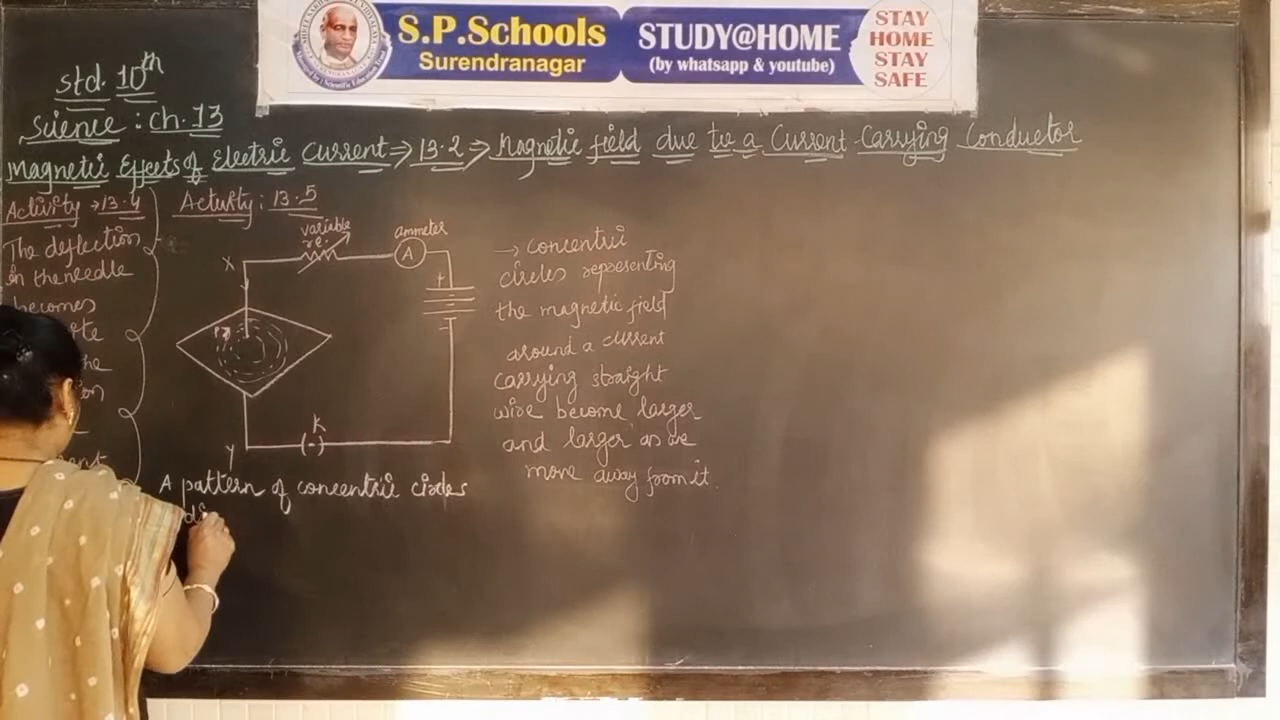 S.P.Schools
Surendranagar
STUDY@HOME
(by whatsapp & youtube)
STAY
HOME
STAY
SAFE
Std. 10th
Science : Ch. 13
Magnetic Effects of Electric Current => 13.2 => Magnetic field due to a Current Carrying Conductor
Activity → 13.4
The deflection
in the needle
becomes
Activity : 13.5
variable
re.
ammeter
A
X
+
-
P
K
(-)
Y
A pattern of concentric circles
→ concentric
circles representing
the magnetic field
around a current
carrying straight
wire become larger
and larger as we
move away from it.